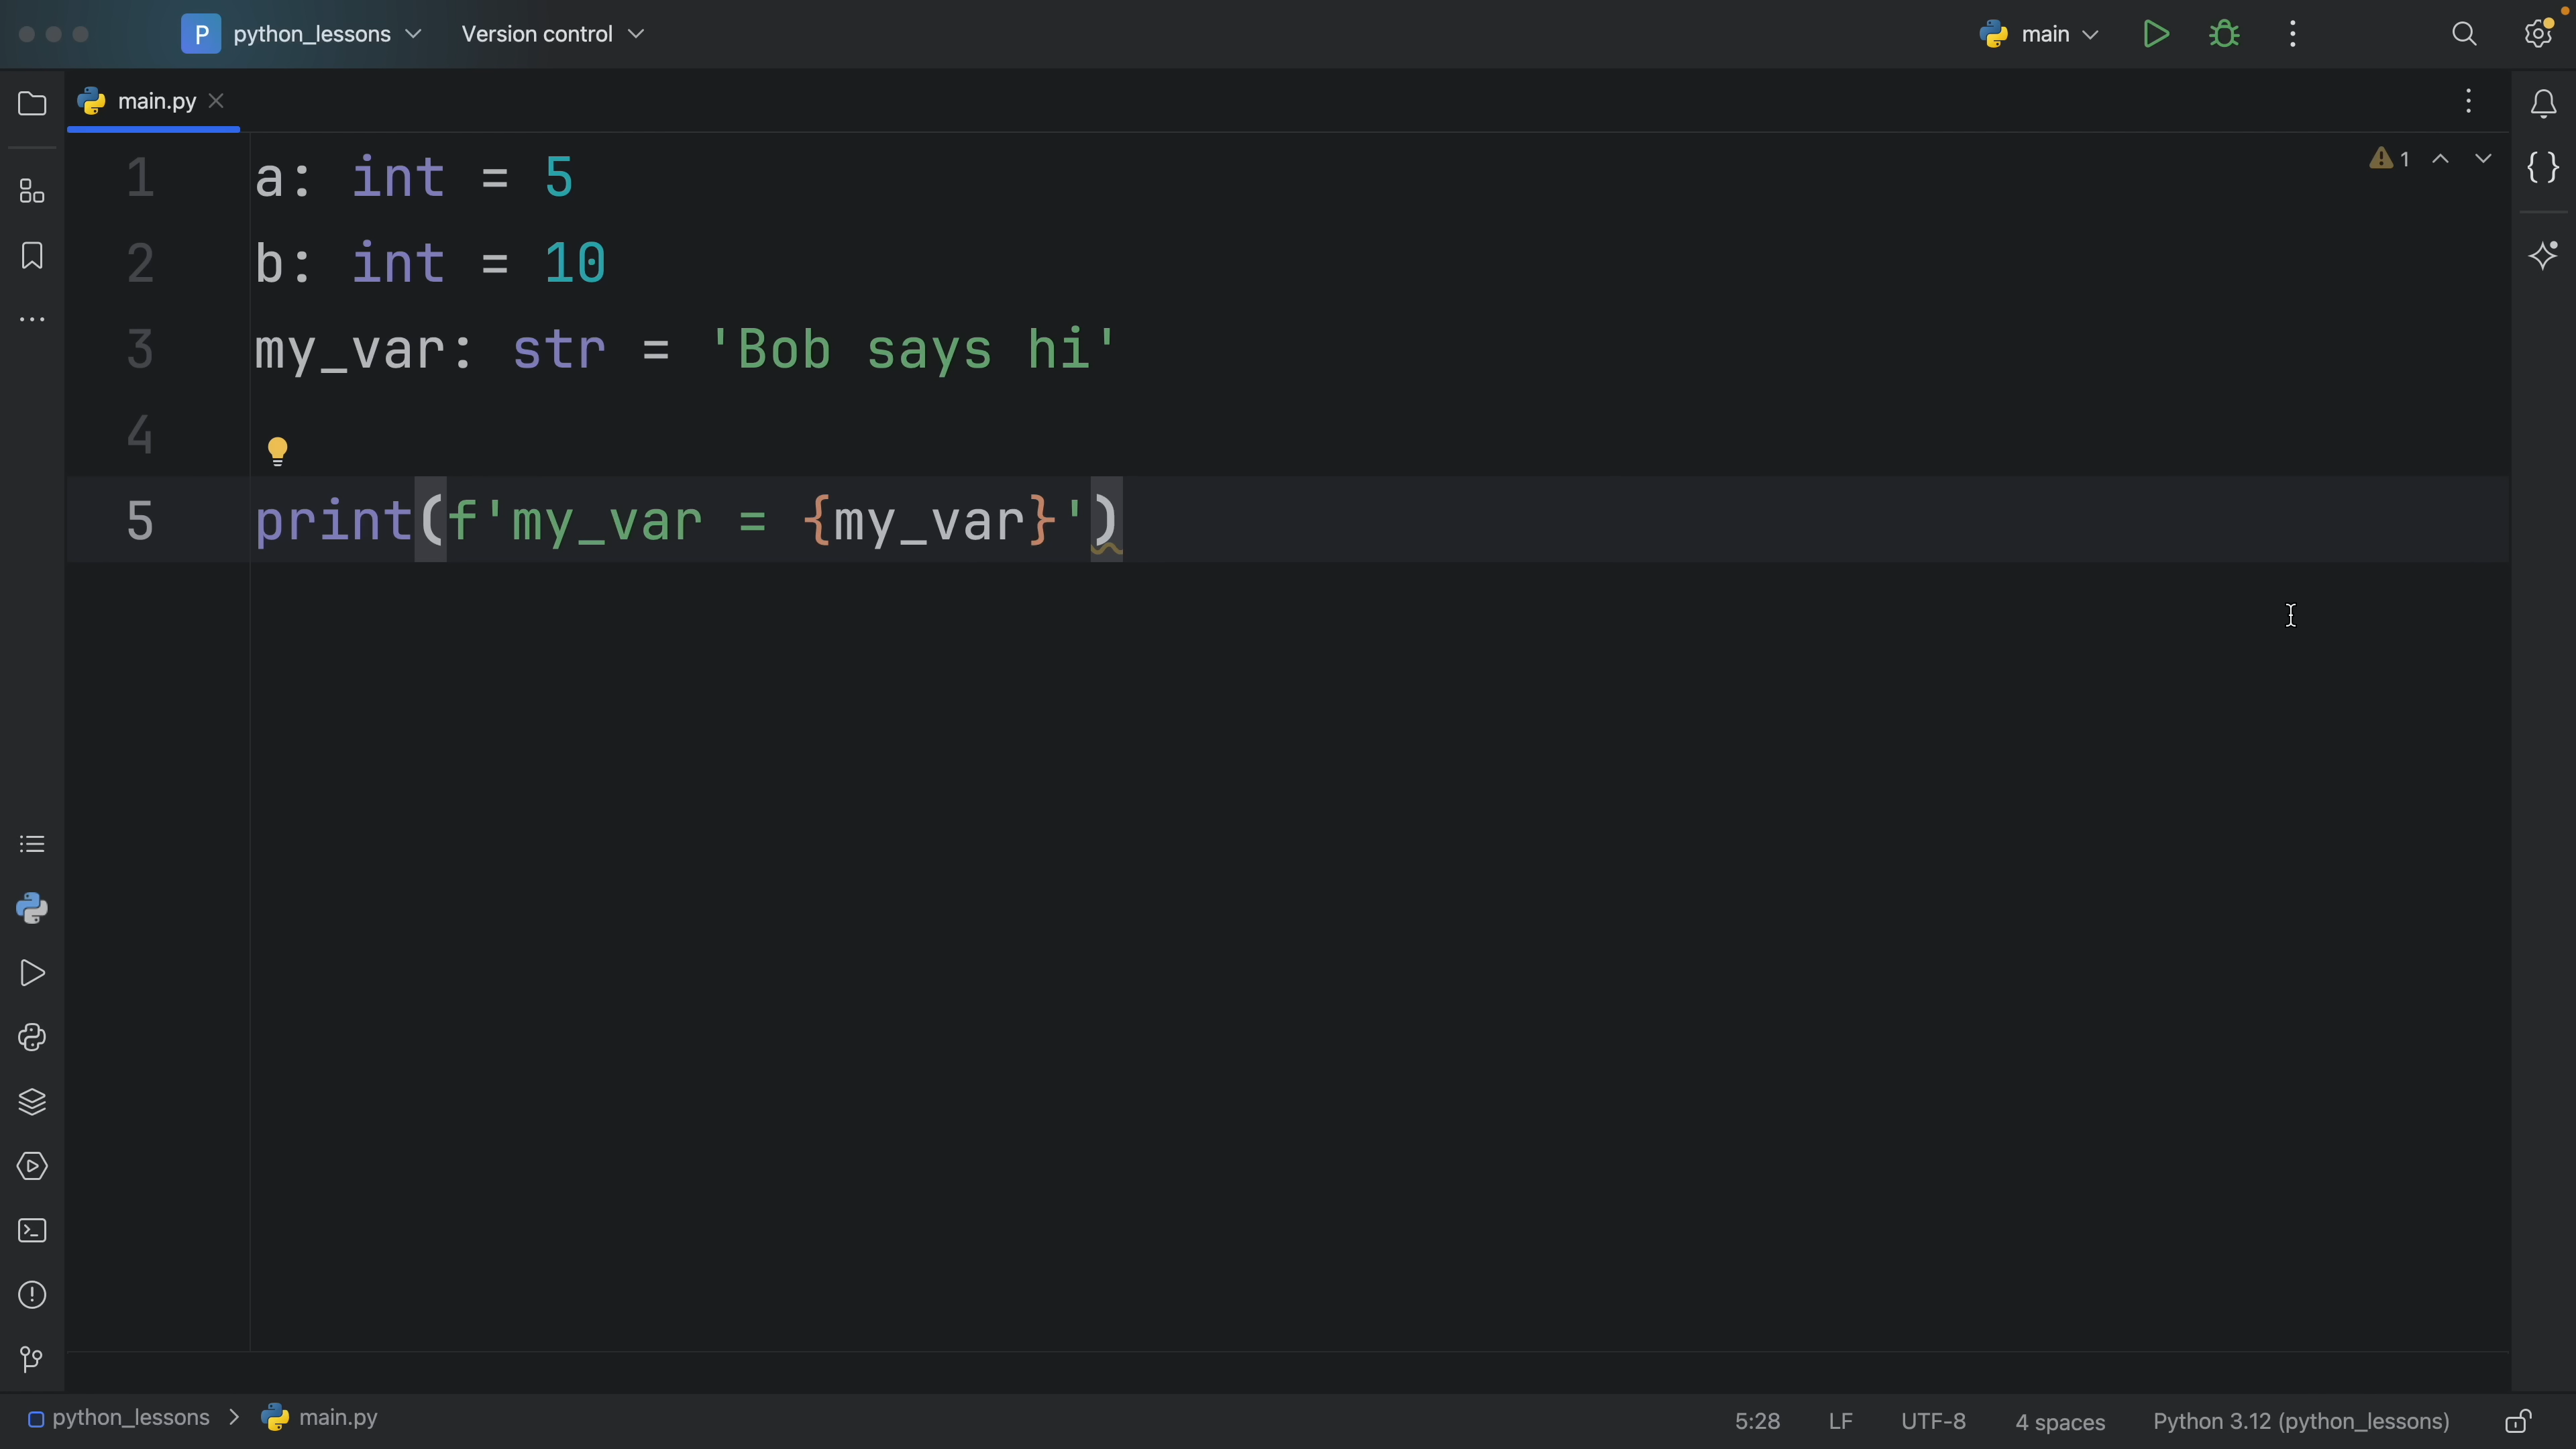 P python_lessons Version control main
main.py
1 a: int = 5
1
2 b: int = 10
3 my_var: str = 'Bob says hi'
4
5 print(f'my_var = {my_var}')
python_lessons > main.py 5:28 LF UTF-8 4 spaces Python 3.12 (python_lessons)